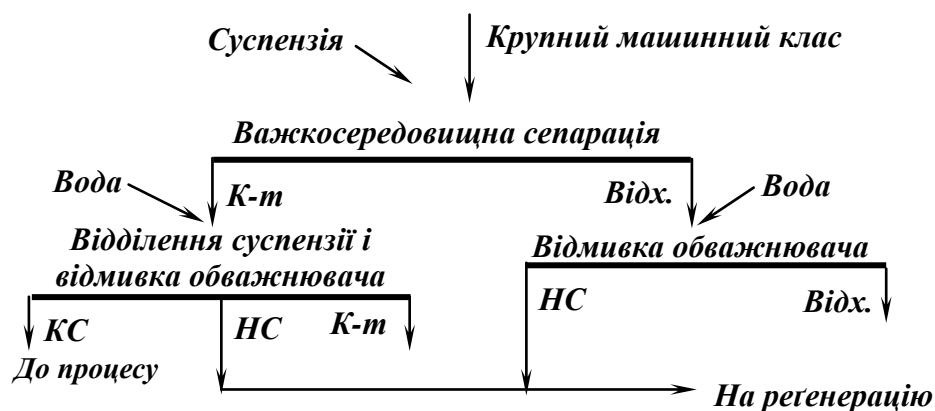 Суспензія
Крупний машинний клас
Важкосередовищна сепарація
Вода
К-т
Відх.
Вода
Відділення суспензії і
відмивка обважнювача
Відмивка обважнювача
КС
НС
К-т
НС
Відх.
До процесу
На реґенерацію